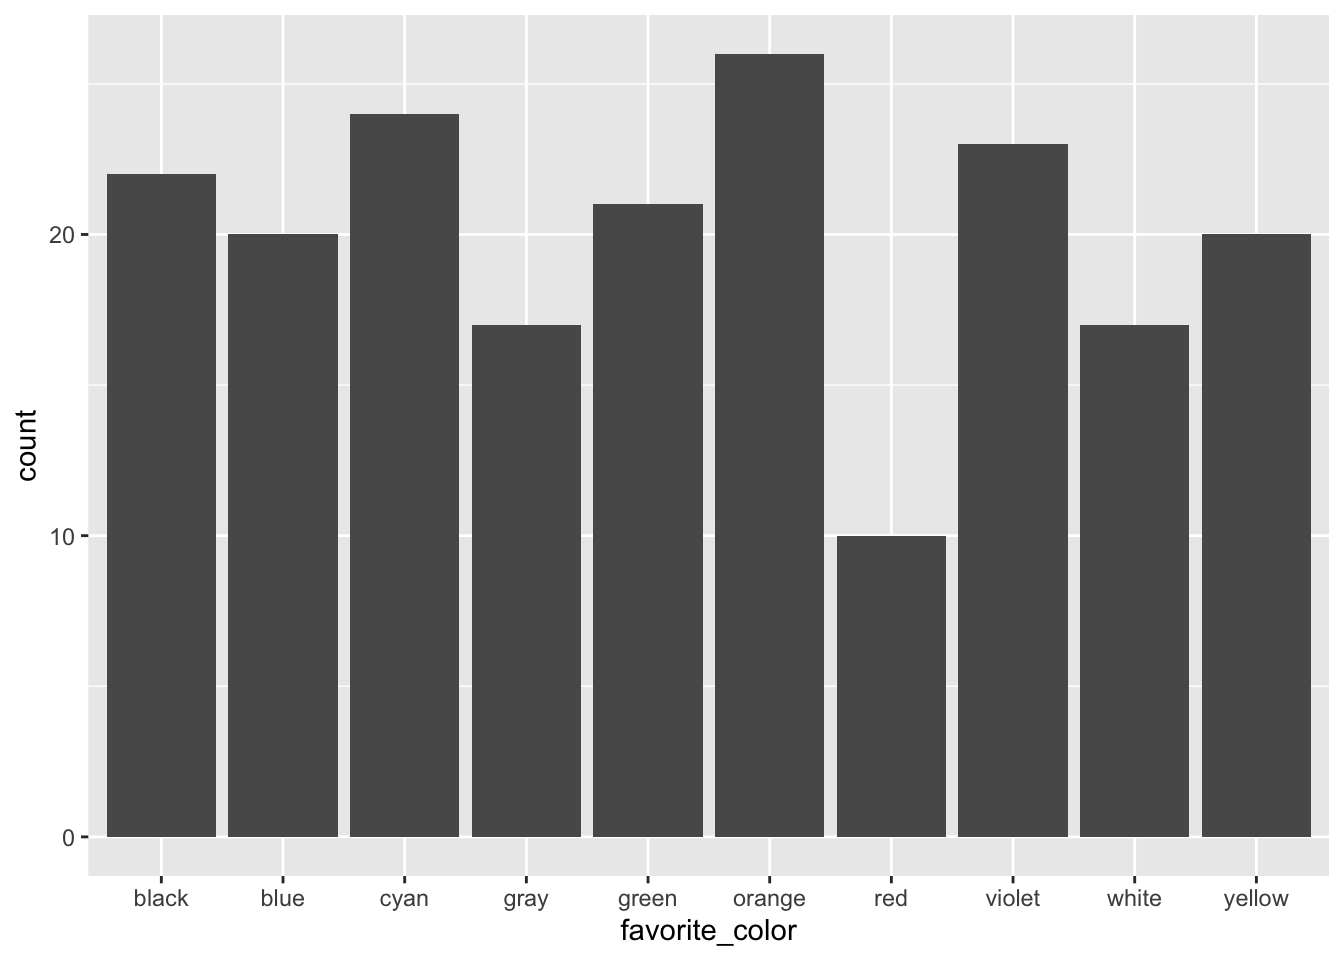 count
20
10
0
black blue cyan gray green orange red violet white yellow
favorite_color